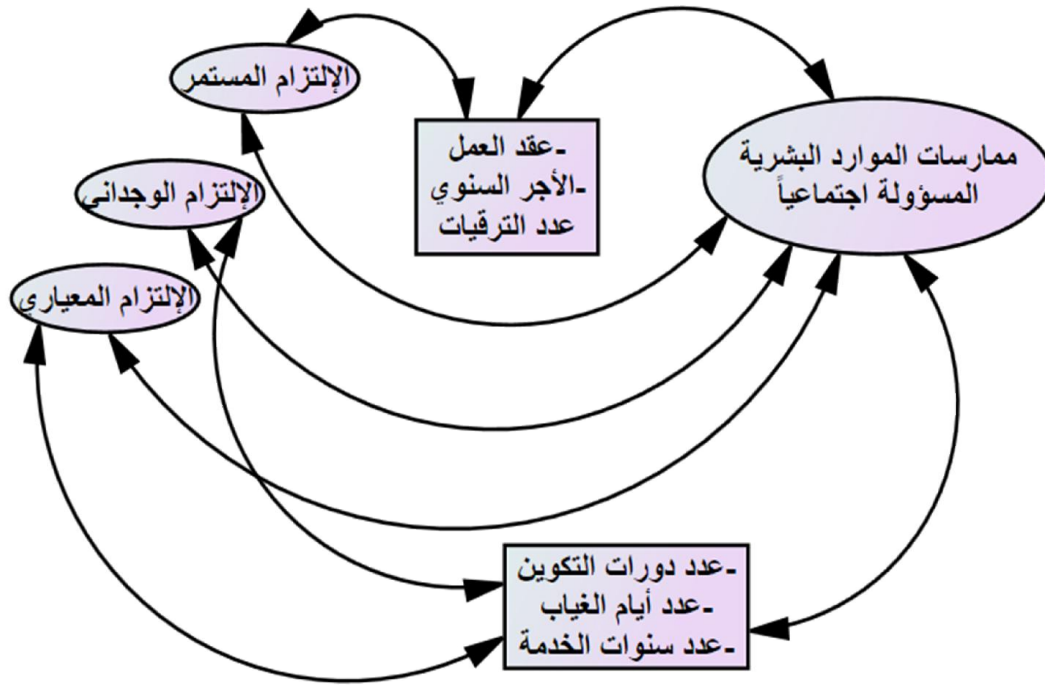 الإلتزام المستمر
-عقد العمل
-الأجر السنوي
عدد الترقيات
ممارسات الموارد البشرية
المسؤولة اجتماعياً
الإلتزام الوجداني
الإلتزام المعياري
-عدد دورات التكوين
-عدد أيام الغياب
-عدد سنوات الخدمة